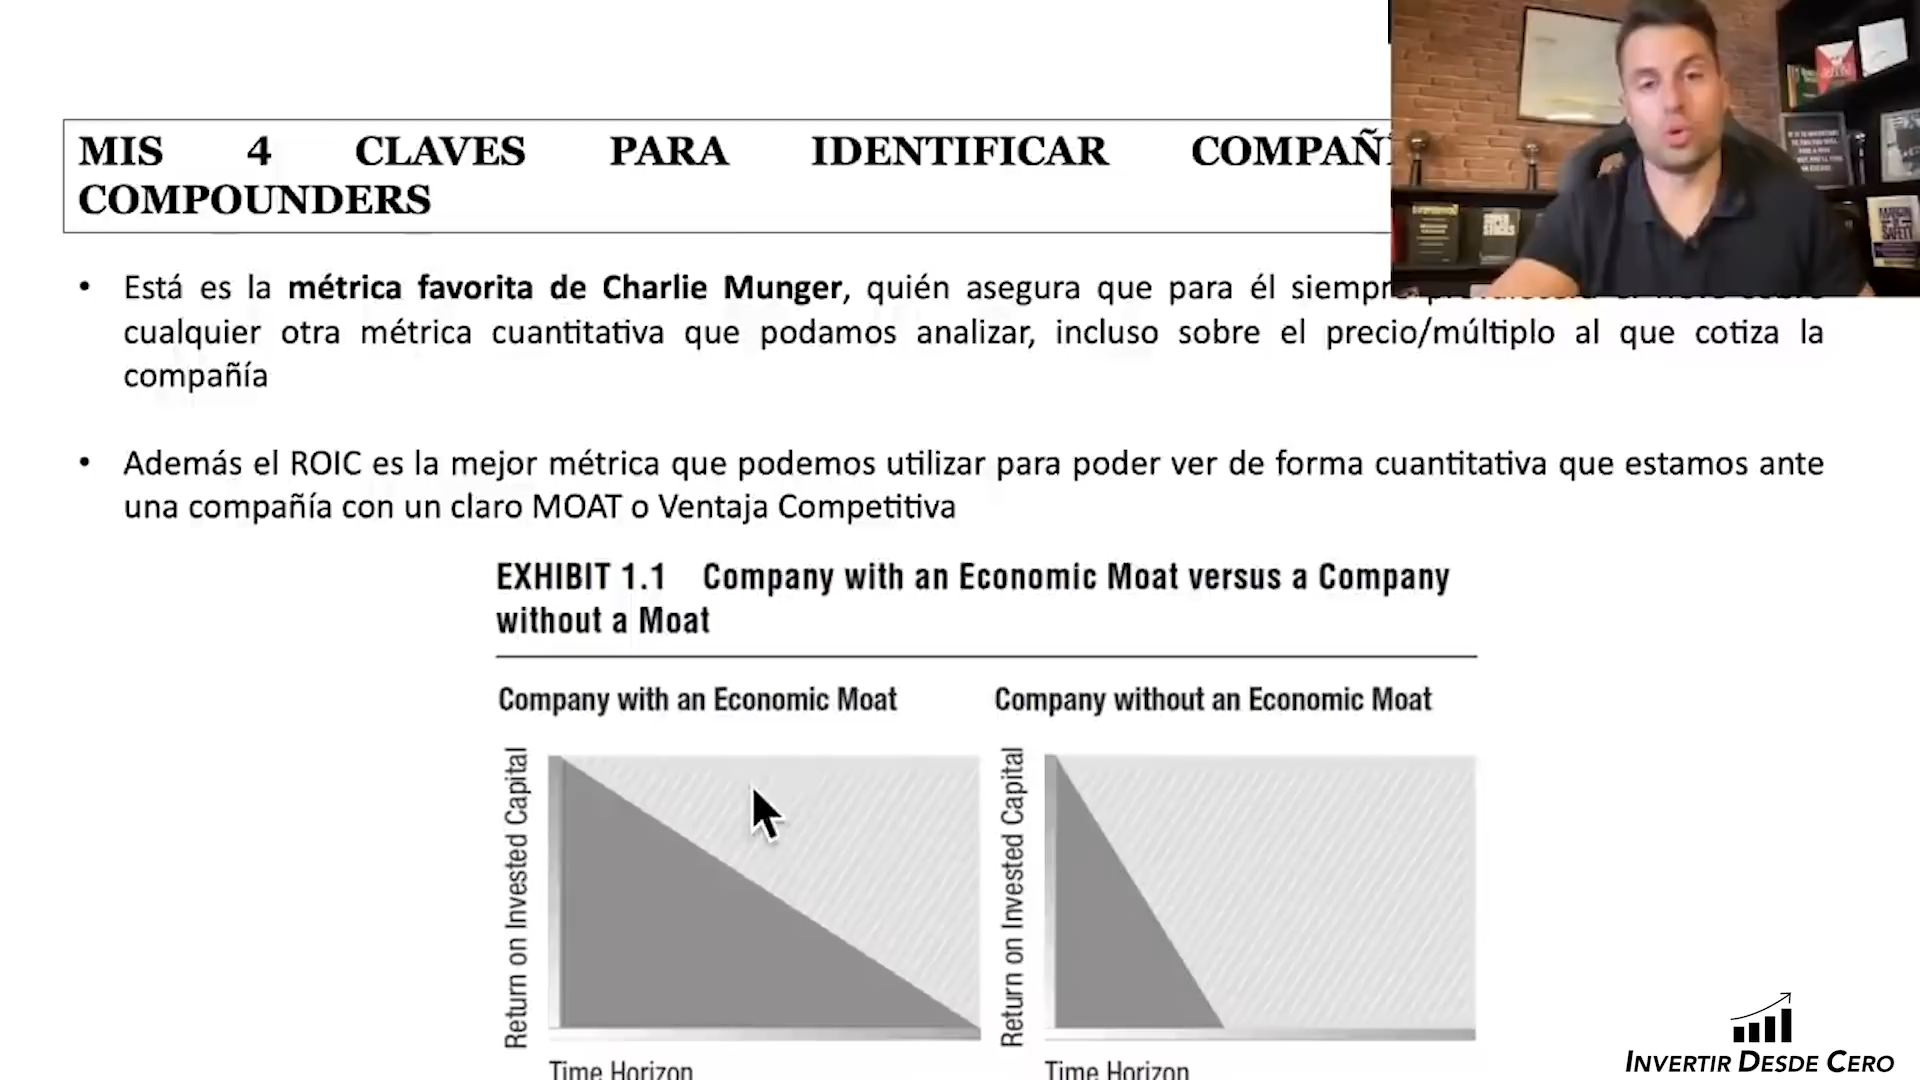 MIS 4 CLAVES PARA IDENTIFICAR COMPAÑ
COMPOUNDERS
• Está es la métrica favorita de Charlie Munger, quién asegura que para él siempre
cualquier otra métrica cuantitativa que podamos analizar, incluso sobre el precio/múltiplo al que cotiza la
compañía
• Además el ROIC es la mejor métrica que podemos utilizar para poder ver de forma cuantitativa que estamos ante
una compañía con un claro MOAT o Ventaja Competitiva
EXHIBIT 1.1 Company with an Economic Moat versus a Company
without a Moat
Company with an Economic Moat
Company without an Economic Moat
Return on Invested Capital
Return on Invested Capital
Time Horizon
Time Horizon
MARGIN OF SAFETY
INVERTIR DESDE CERO